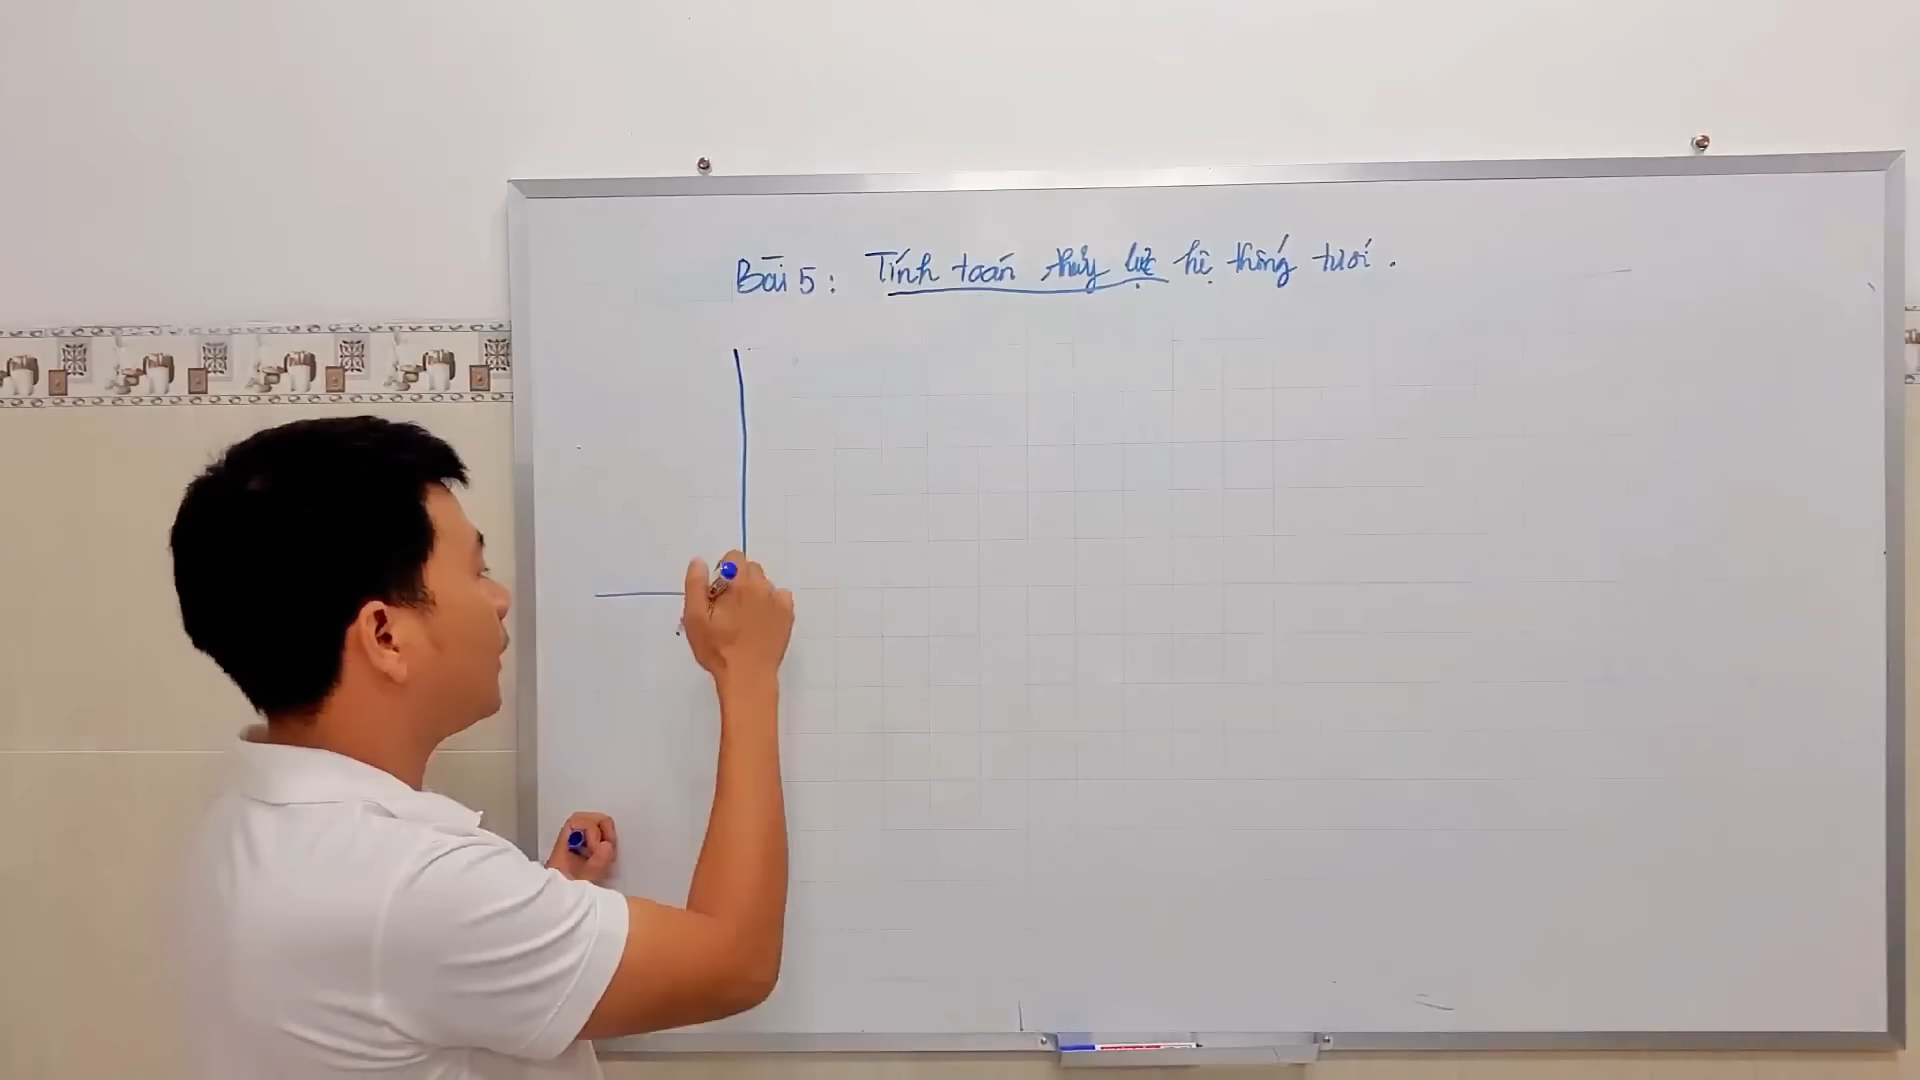 Bài 5: Tính toán thủy lực hệ thống tưới.